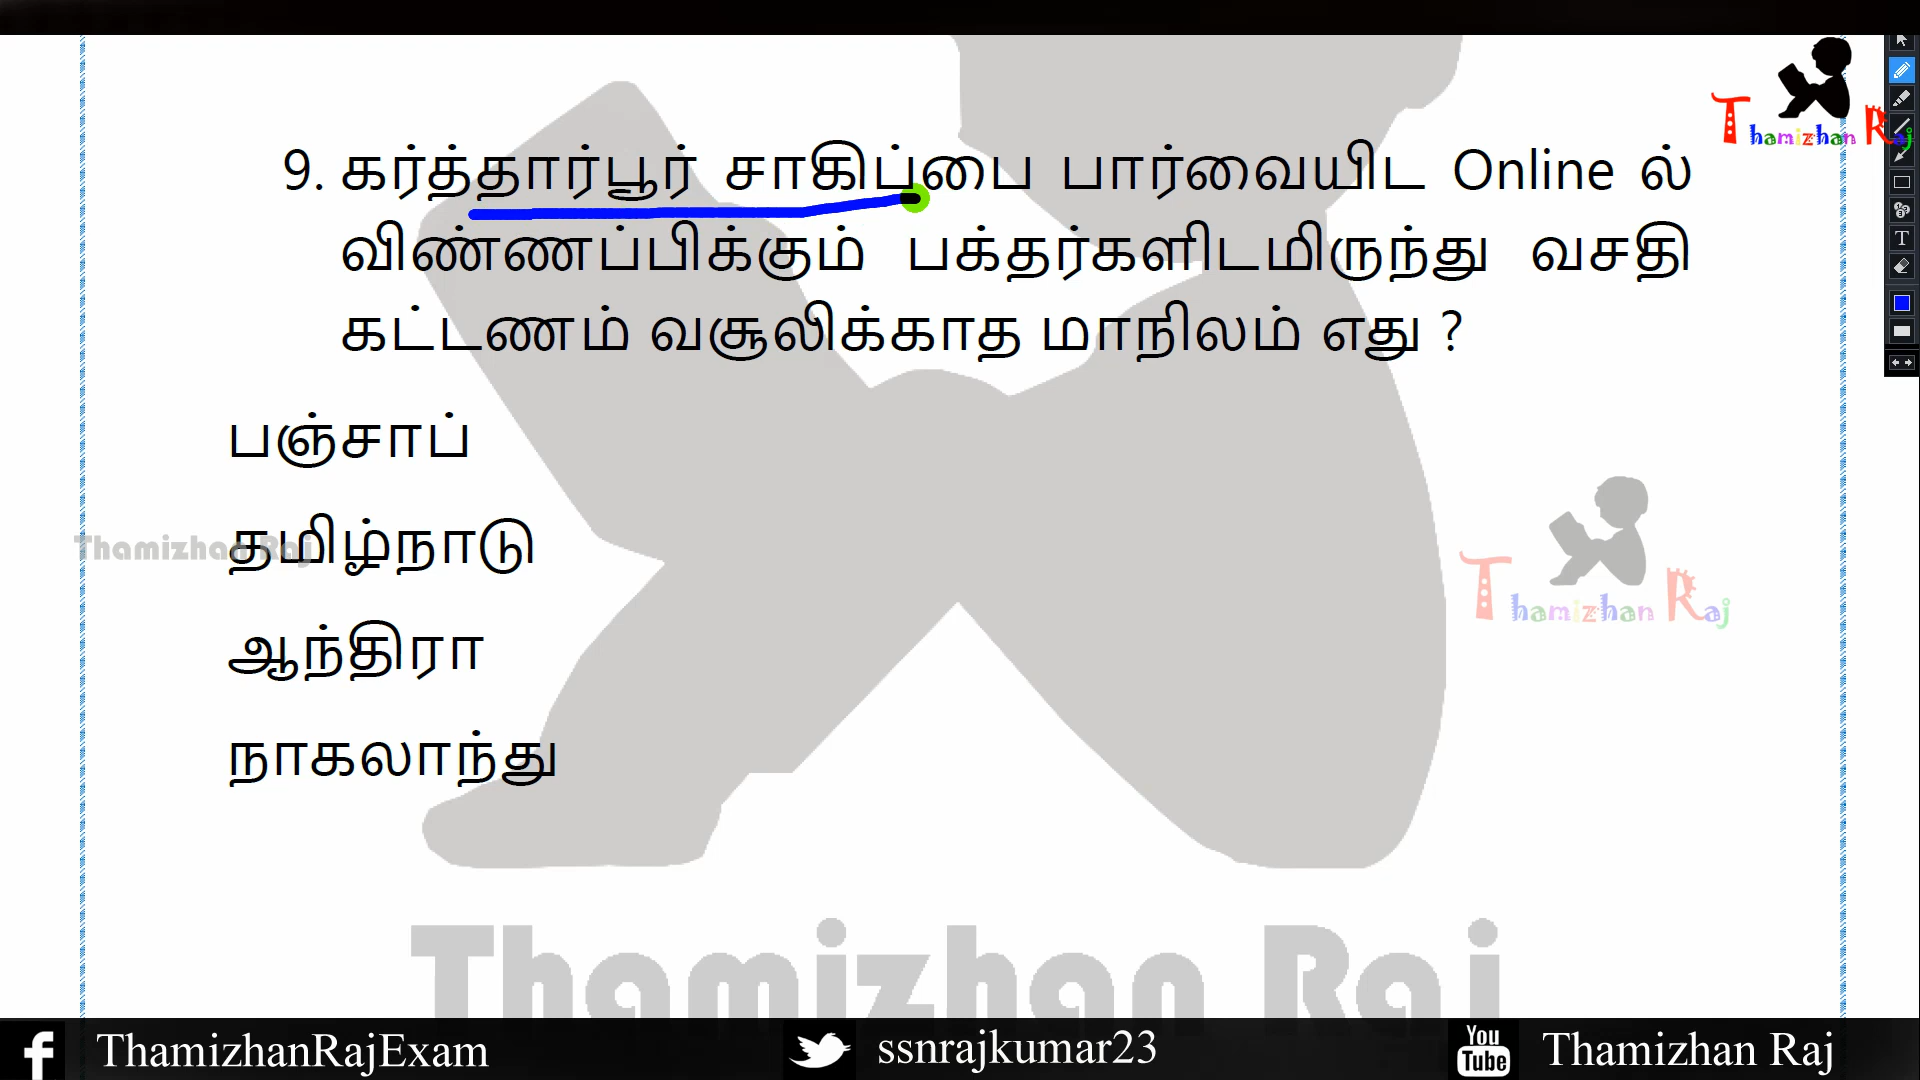 Thamizhan Raj
9. கர்த்தார்பூர் சாகிப்பை பார்வையிட Online ல்
விண்ணப்பிக்கும் பக்தர்களிடமிருந்து வசதி
கட்டணம் வசூலிக்காத மாநிலம் எது ?
பஞ்சாப்
தமிழ்நாடு
Thamizhan Raj
ஆந்திரா
Thamizhan Raj
நாகலாந்து
Thamizhan Raj
ThamizhanRajExam
ssnrajkumar23
You Tube
Thamizhan Raj